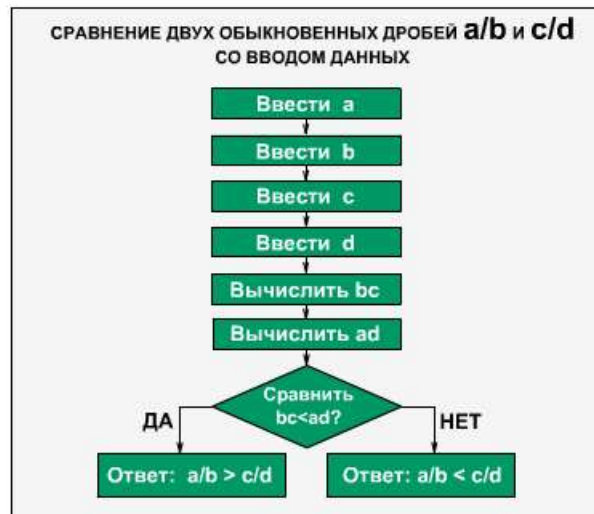 СРАВНЕНИЕ ДВУХ ОБЫКНОВЕННЫХ ДРОБЕЙ a/b И c/d
СО ВВОДОМ ДАННЫХ
Ввести a
Ввести b
Ввести c
Ввести d
Вычислить bc
Вычислить ad
Сравнить
bc<ad?
ДА
НЕТ
Ответ: a/b > c/d
Ответ: a/b < c/d